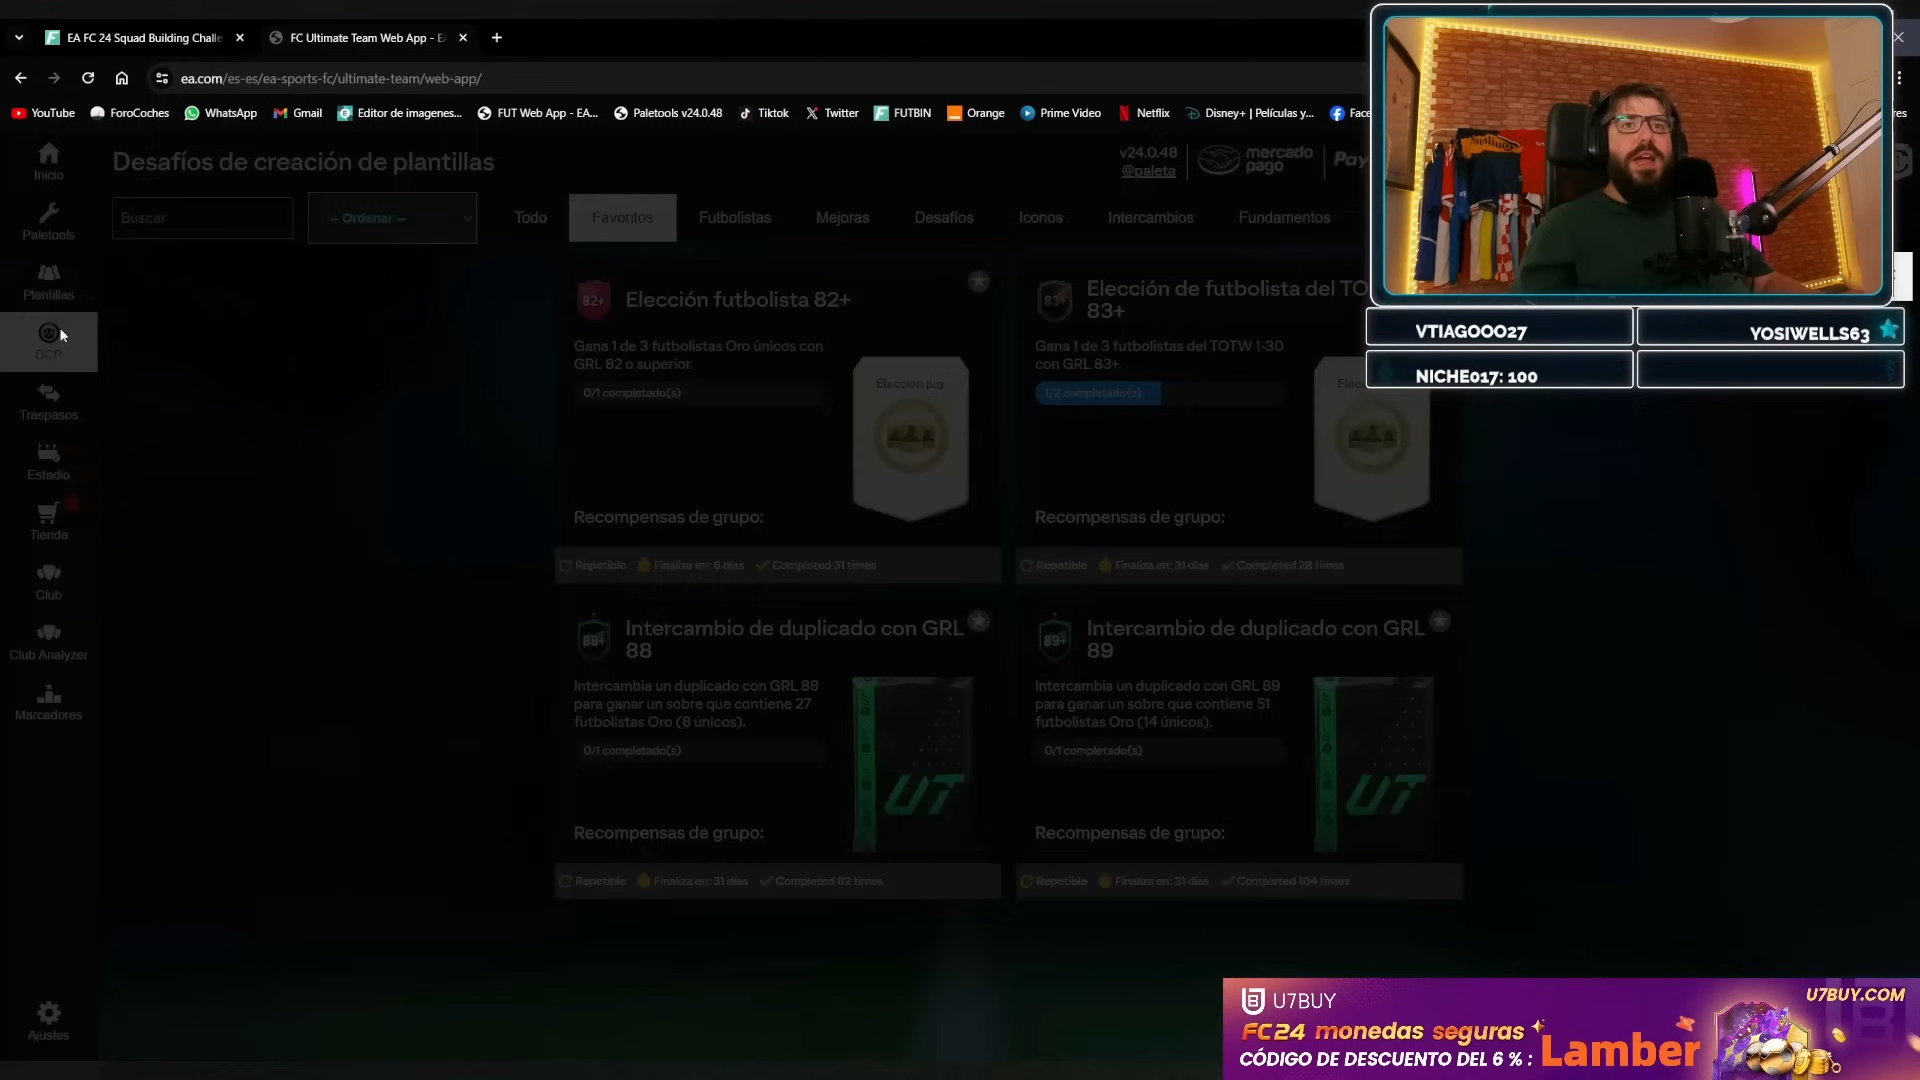 EA FC 24 Squad Building Challe
FC Ultimate Team Web App - E
ea.com/es-es/ea-sports-fc/ultimate-team/web-app/
YouTube
ForoCoches
WhatsApp
Gmail
Editor de imagenes...
FUT Web App - EA...
Paletools v24.0.48
Tiktok
Twitter
FUTBIN
Orange
Prime Video
Netflix
Disney+ | Películas y...
Face
Inicio
Paletools
Plantillas
DCP
Traspasos
Estadio
Tienda
Club
Club Analyzer
Marcadores
Ajustes
Desafíos de creación de plantillas
v24.0.48
@paleta
mercado
pago
Pay
Buscar
-- Ordenar --
Todo
Favoritos
Futbolistas
Mejoras
Desafíos
Iconos
Intercambios
Fundamentos
82+
Elección futbolista 82+
Gana 1 de 3 futbolistas Oro únicos con
GRL 82 o superior.
0/1 completado(s)
Eleccion jug
Recompensas de grupo:
Repetible
Finaliza en: 6 días
Completed 31 times
83+
Elección de futbolista del TO
83+
Gana 1 de 3 futbolistas del TOTW 1-30
con GRL 83+.
1/2 completado(s)
Recompensas de grupo:
Repetible
Finaliza en: 31 días
Completed 28 times
88+
Intercambio de duplicado con GRL
88
Intercambia un duplicado con GRL 88
para ganar un sobre que contiene 27
futbolistas Oro (8 únicos).
0/1 completado(s)
UT
Recompensas de grupo:
Repetible
Finaliza en: 31 días
Completed 82 times
89+
Intercambio de duplicado con GRL
89
Intercambia un duplicado con GRL 89
para ganar un sobre que contiene 51
futbolistas Oro (14 únicos).
0/1 completado(s)
UT
Recompensas de grupo:
Repetible
Finaliza en: 31 días
Completed 104 times
VTIAGOOO27
YOSIWELLS63
NICHE017: 100
U7BUY
U7BUY.COM
FC24 monedas seguras
CÓDIGO DE DESCUENTO DEL 6 % : Lamber